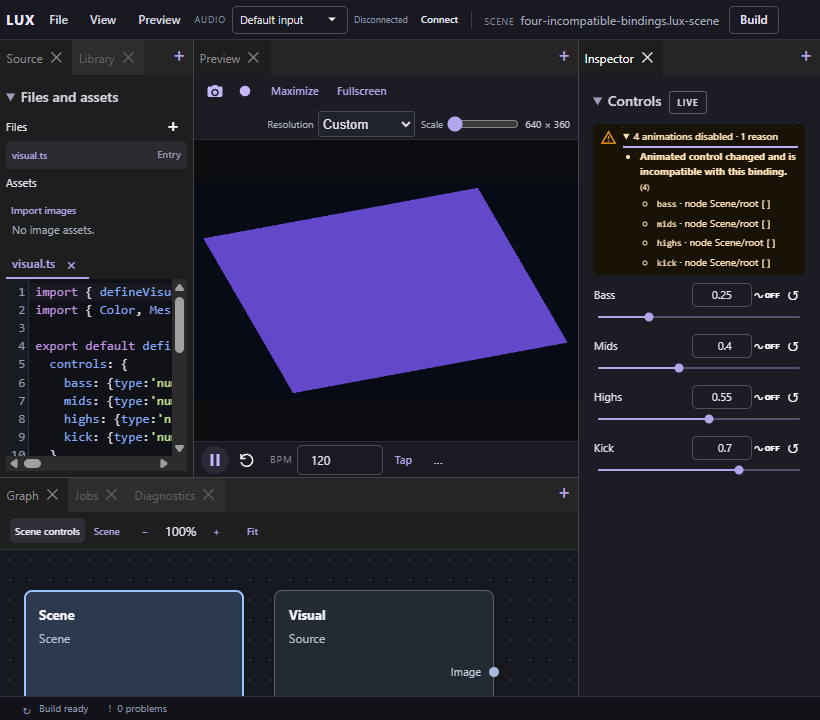 LUX File View Preview AUDIO Default input Disconnected Connect SCENE four-incompatible-bindings.lux-scene Build
Source Library +
Files and assets
Files +
visual.ts Entry
Assets
Import images
No image assets.
visual.ts x
1 import { defineVisu
2 import { Color, Mes
3
4 export default defi
5 controls: {
6 bass: {type:'nu
7 mids: {type:'nu
8 highs: {type:'n
9 kick: {type:'nu
10 }
Preview +
Maximize Fullscreen
Resolution Custom Scale 640 × 360
BPM 120 Tap ...
Inspector +
Controls LIVE
4 animations disabled · 1 reason
• Animated control changed and is
incompatible with this binding.
(4)
bass · node Scene/root []
mids · node Scene/root []
highs · node Scene/root []
kick · node Scene/root []
Bass 0.25 OFF
Mids 0.4 OFF
Highs 0.55 OFF
Kick 0.7 OFF
Graph Jobs Diagnostics +
Scene controls Scene − 100% + Fit
Scene
Scene
Visual
Source
Image
Build ready ! 0 problems